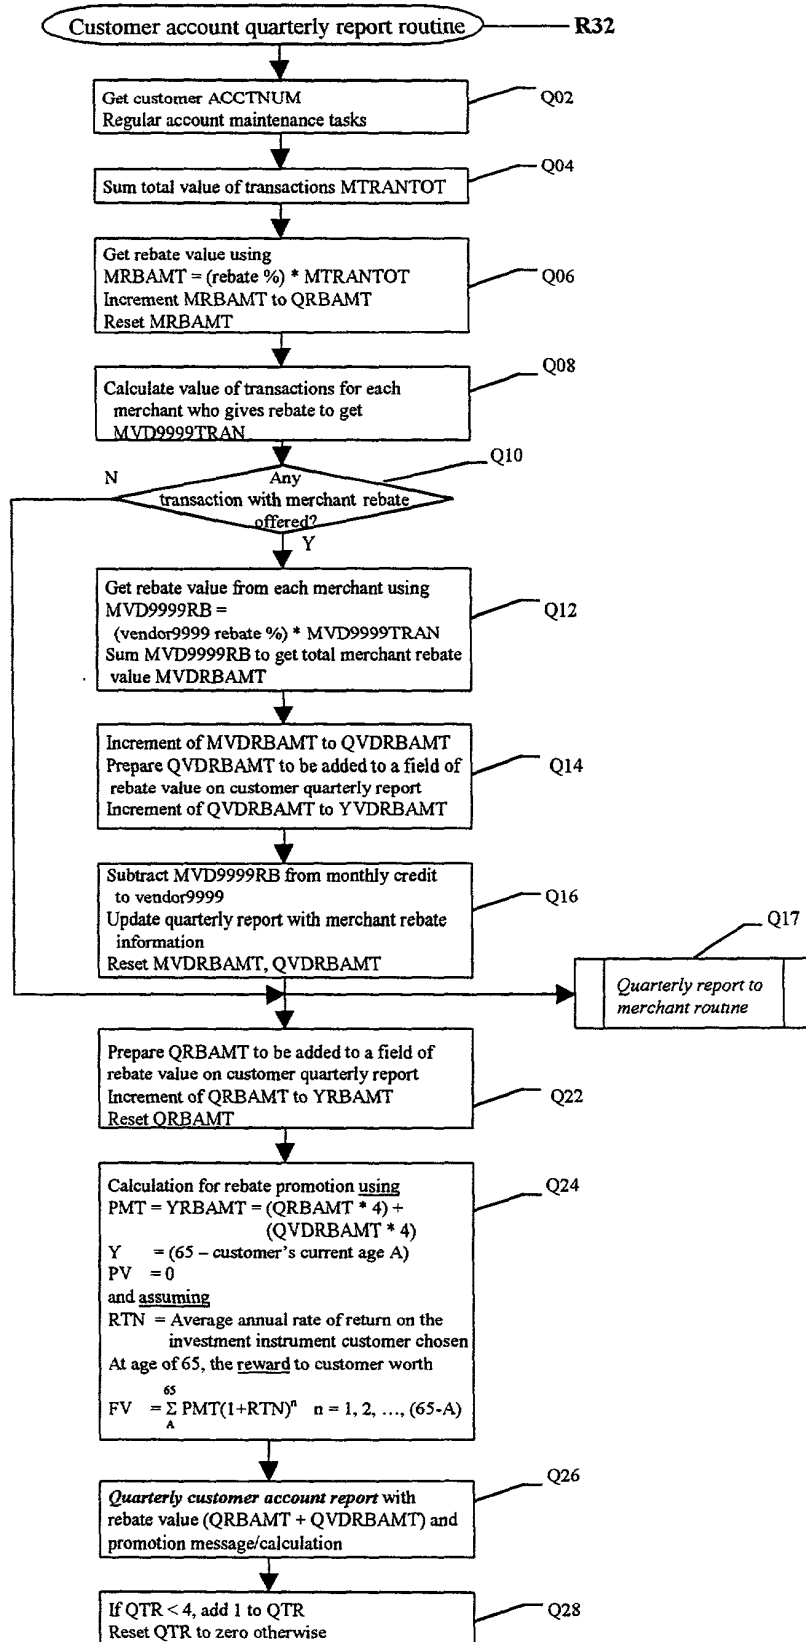 Customer account quarterly report routine
R32
Get customer ACCTNUM
Regular account maintenance tasks
Q02
Sum total value of transactions MTRANTOT
Q04
Get rebate value using
MRBAMT = (rebate %) * MTRANTOT
Increment MRBAMT to QRBAMT
Reset MRBAMT
Q06
Calculate value of transactions for each
merchant who gives rebate to get
MVD9999TRAN
Q08
Any
transaction with merchant rebate
offered?
Q10
N
Y
Get rebate value from each merchant using
MVD9999RB =
(vendor9999 rebate %) * MVD9999TRAN
Sum MVD9999RB to get total merchant rebate
value MVDRBAMT
Q12
Increment of MVDRBAMT to QVDRBAMT
Prepare QVDRBAMT to be added to a field of
rebate value on customer quarterly report
Increment of QVDRBAMT to YVDRBAMT
Q14
Subtract MVD9999RB from monthly credit
to vendor9999
Update quarterly report with merchant rebate
information
Reset MVDRBAMT, QVDRBAMT
Q16
Q17
Quarterly report to
merchant routine
Prepare QRBAMT to be added to a field of
rebate value on customer quarterly report
Increment of QRBAMT to YRBAMT
Reset QRBAMT
Q22
Calculation for rebate promotion using
PMT = YRBAMT = (QRBAMT * 4) +
(QVDRBAMT * 4)
Y = (65 – customer's current age A)
PV = 0
and assuming
RTN = Average annual rate of return on the
investment instrument customer chosen
At age of 65, the reward to customer worth
65
FV = Σ PMT(1+RTN)ⁿ n = 1, 2, ..., (65-A)
A
Q24
Quarterly customer account report with
rebate value (QRBAMT + QVDRBAMT) and
promotion message/calculation
Q26
If QTR < 4, add 1 to QTR
Reset QTR to zero otherwise
Q28